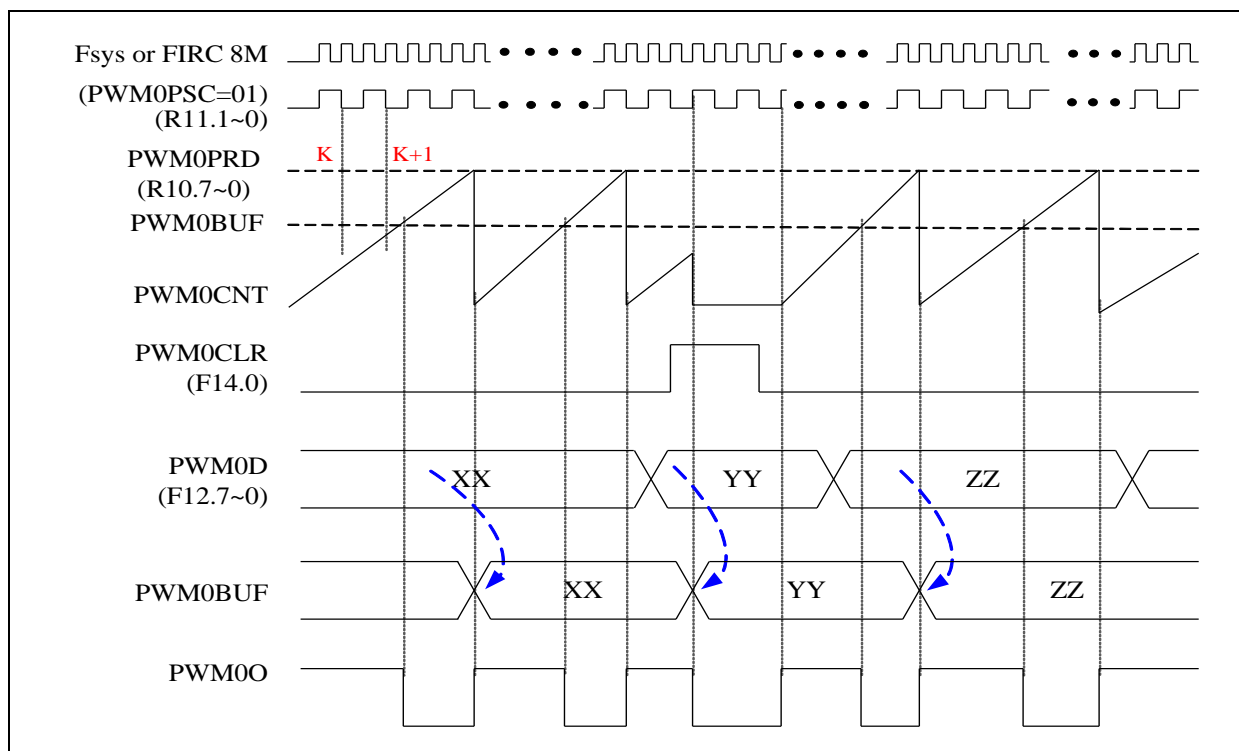 Fsys or FIRC 8M
(PWM0PSC=01)
(R11.1~0)
K
K+1
PWM0PRD
(R10.7~0)
PWM0BUF
PWM0CNT
PWM0CLR
(F14.0)
PWM0D
(F12.7~0)
XX
YY
ZZ
PWM0BUF
XX
YY
ZZ
PWM0O